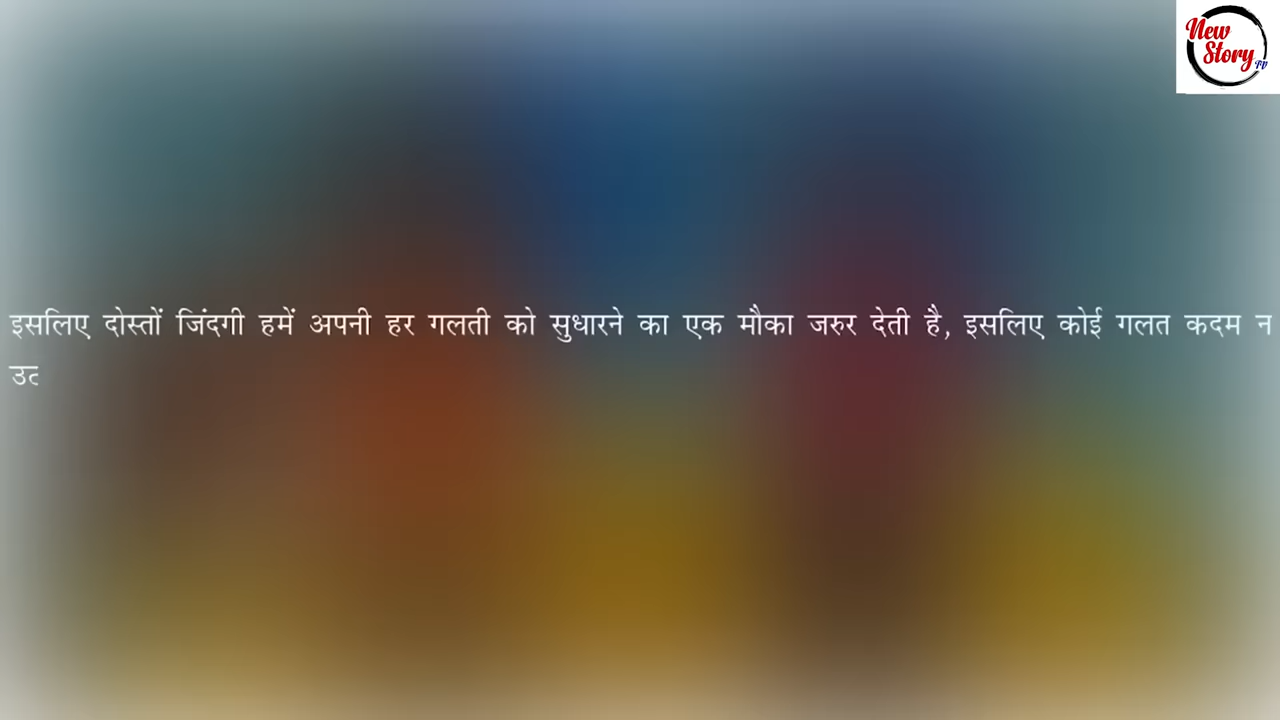 New
Story
इसलिए दोस्तों जिंदगी हमें अपनी हर गलती को सुधारने का एक मौका जरुर देती है, इसलिए कोई गलत कदम न